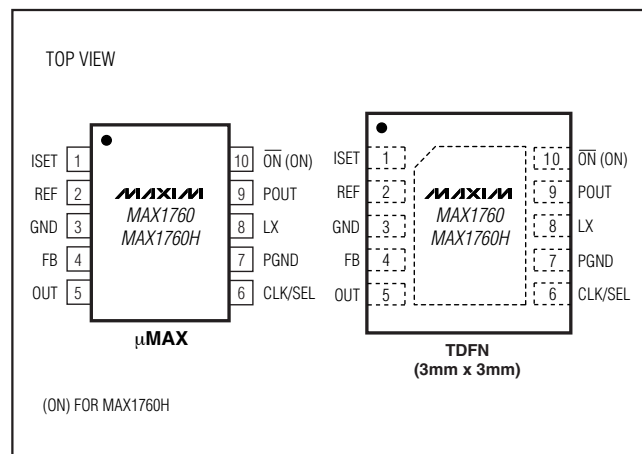 TOP VIEW
ISET 1
REF 2
GND 3
FB 4
OUT 5
MAXIM
MAX1760
MAX1760H
10 O̅N̅ (ON)
9 POUT
8 LX
7 PGND
6 CLK/SEL
µMAX
ISET 1
REF 2
GND 3
FB 4
OUT 5
MAXIM
MAX1760
MAX1760H
10 O̅N̅ (ON)
9 POUT
8 LX
7 PGND
6 CLK/SEL
TDFN
(3mm x 3mm)
(ON) FOR MAX1760H